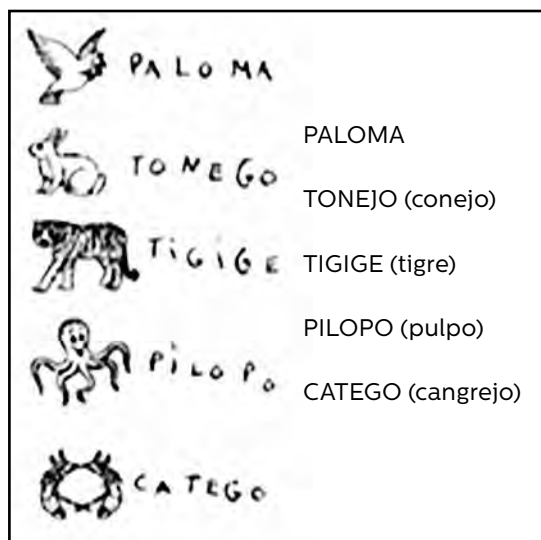 PALOMA
TONEGO
TIGIGE
PILOPO
CATEGO
PALOMA
TONEJO (conejo)
TIGIGE (tigre)
PILOPO (pulpo)
CATEGO (cangrejo)